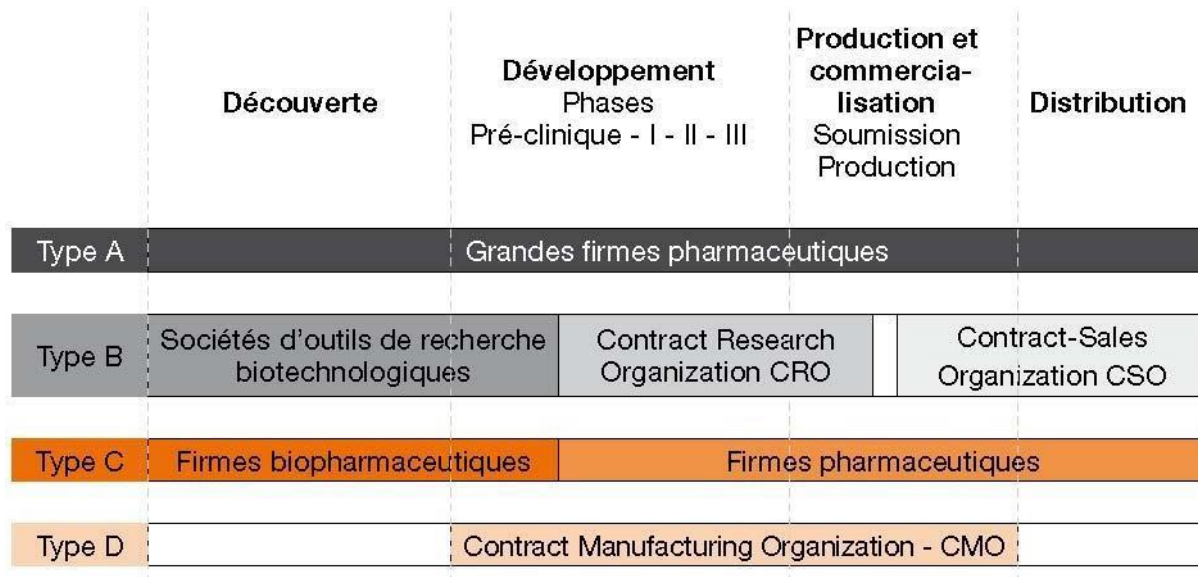 Découverte
Développement
Phases
Pré-clinique - I - II - III
Production et
commercia-
lisation
Soumission
Production
Distribution
Type A
Grandes firmes pharmaceutiques
Type B
Sociétés d'outils de recherche
biotechnologiques
Contract Research
Organization CRO
Contract-Sales
Organization CSO
Type C
Firmes biopharmaceutiques
Firmes pharmaceutiques
Type D
Contract Manufacturing Organization - CMO